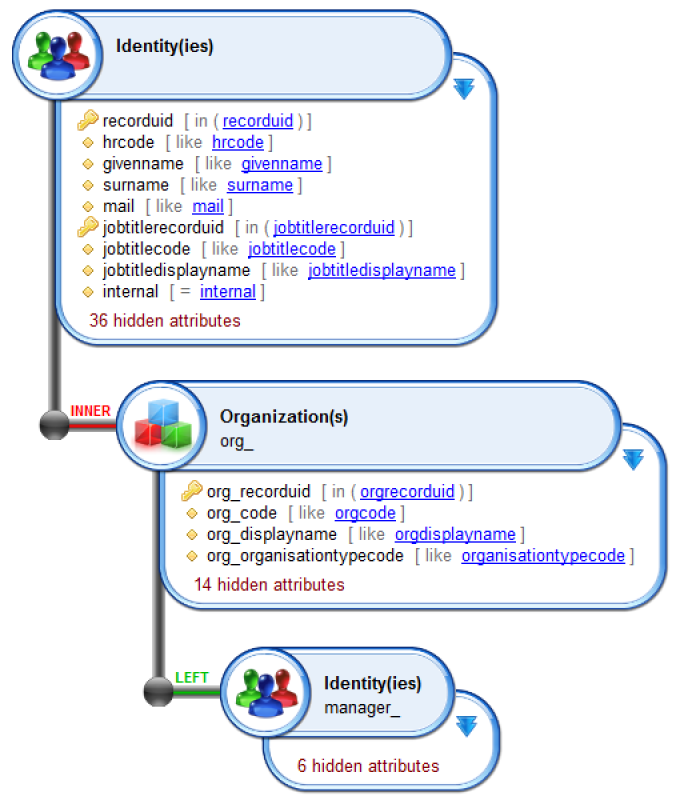 Identity(ies)
recorduid [ in ( recorduid ) ]
hrcode [ like hrcode ]
givenname [ like givenname ]
surname [ like surname ]
mail [ like mail ]
jobtitlerecorduid [ in ( jobtitlerecorduid ) ]
jobtitlecode [ like jobtitlecode ]
jobtitledisplayname [ like jobtitledisplayname ]
internal [ = internal ]
36 hidden attributes
INNER
Organization(s)
org_
org_recorduid [ in ( orgrecorduid ) ]
org_code [ like orgcode ]
org_displayname [ like orgdisplayname ]
org_organisationtypecode [ like organisationtypecode ]
14 hidden attributes
LEFT
Identity(ies)
manager_
6 hidden attributes